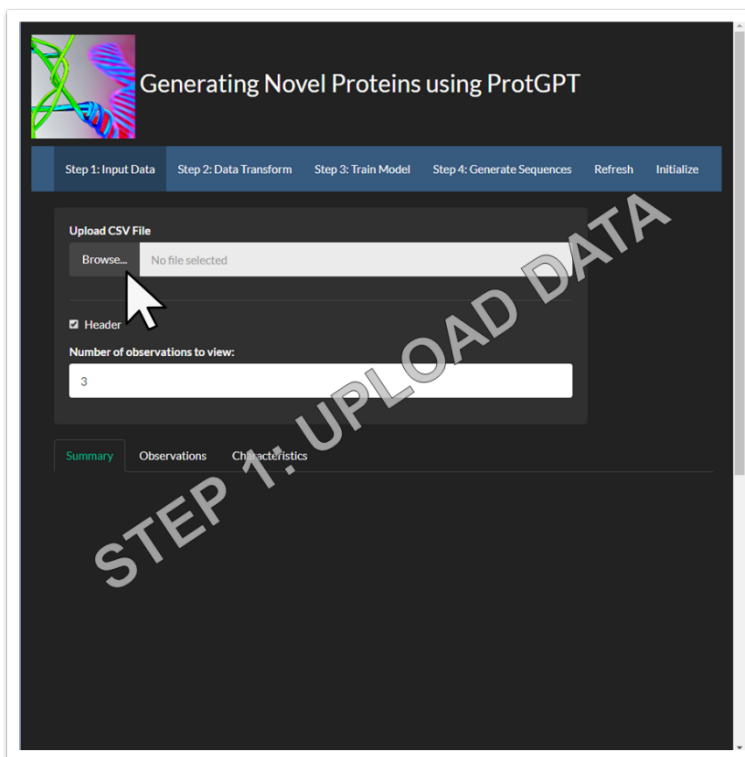 Generating Novel Proteins using ProtGPT
Step 1: Input Data Step 2: Data Transform Step 3: Train Model Step 4: Generate Sequences Refresh Initialize
Upload CSV File
Browse... No file selected
Header
Number of observations to view:
3
Summary Observations Characteristics
STEP 1: UPLOAD DATA